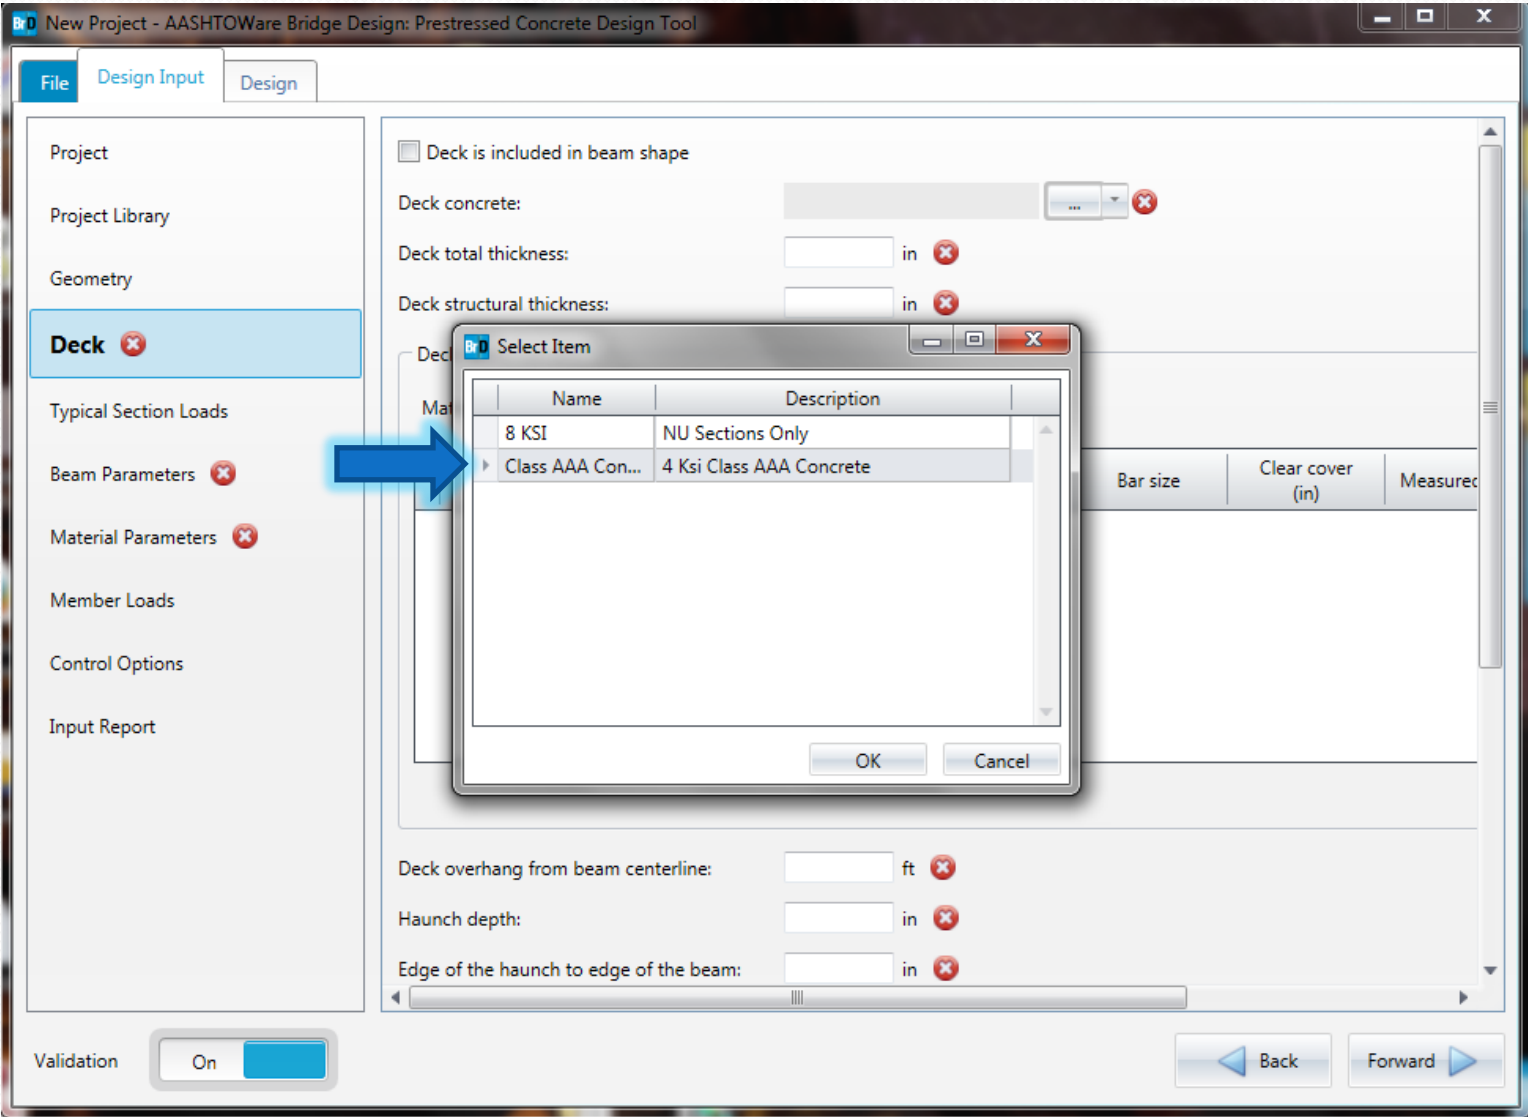 BrD New Project - AASHTOWare Bridge Design: Prestressed Concrete Design Tool
File Design Input Design
Project
Project Library
Geometry
Deck
Typical Section Loads
Beam Parameters
Material Parameters
Member Loads
Control Options
Input Report
Deck is included in beam shape
Deck concrete: ...
Deck total thickness: in
Deck structural thickness: in
Dec
Mat
Bar size Clear cover (in) Measured
BrD Select Item
Name Description
8 KSI NU Sections Only
Class AAA Con... 4 Ksi Class AAA Concrete
OK Cancel
Deck overhang from beam centerline: ft
Haunch depth: in
Edge of the haunch to edge of the beam: in
Validation On
Back Forward